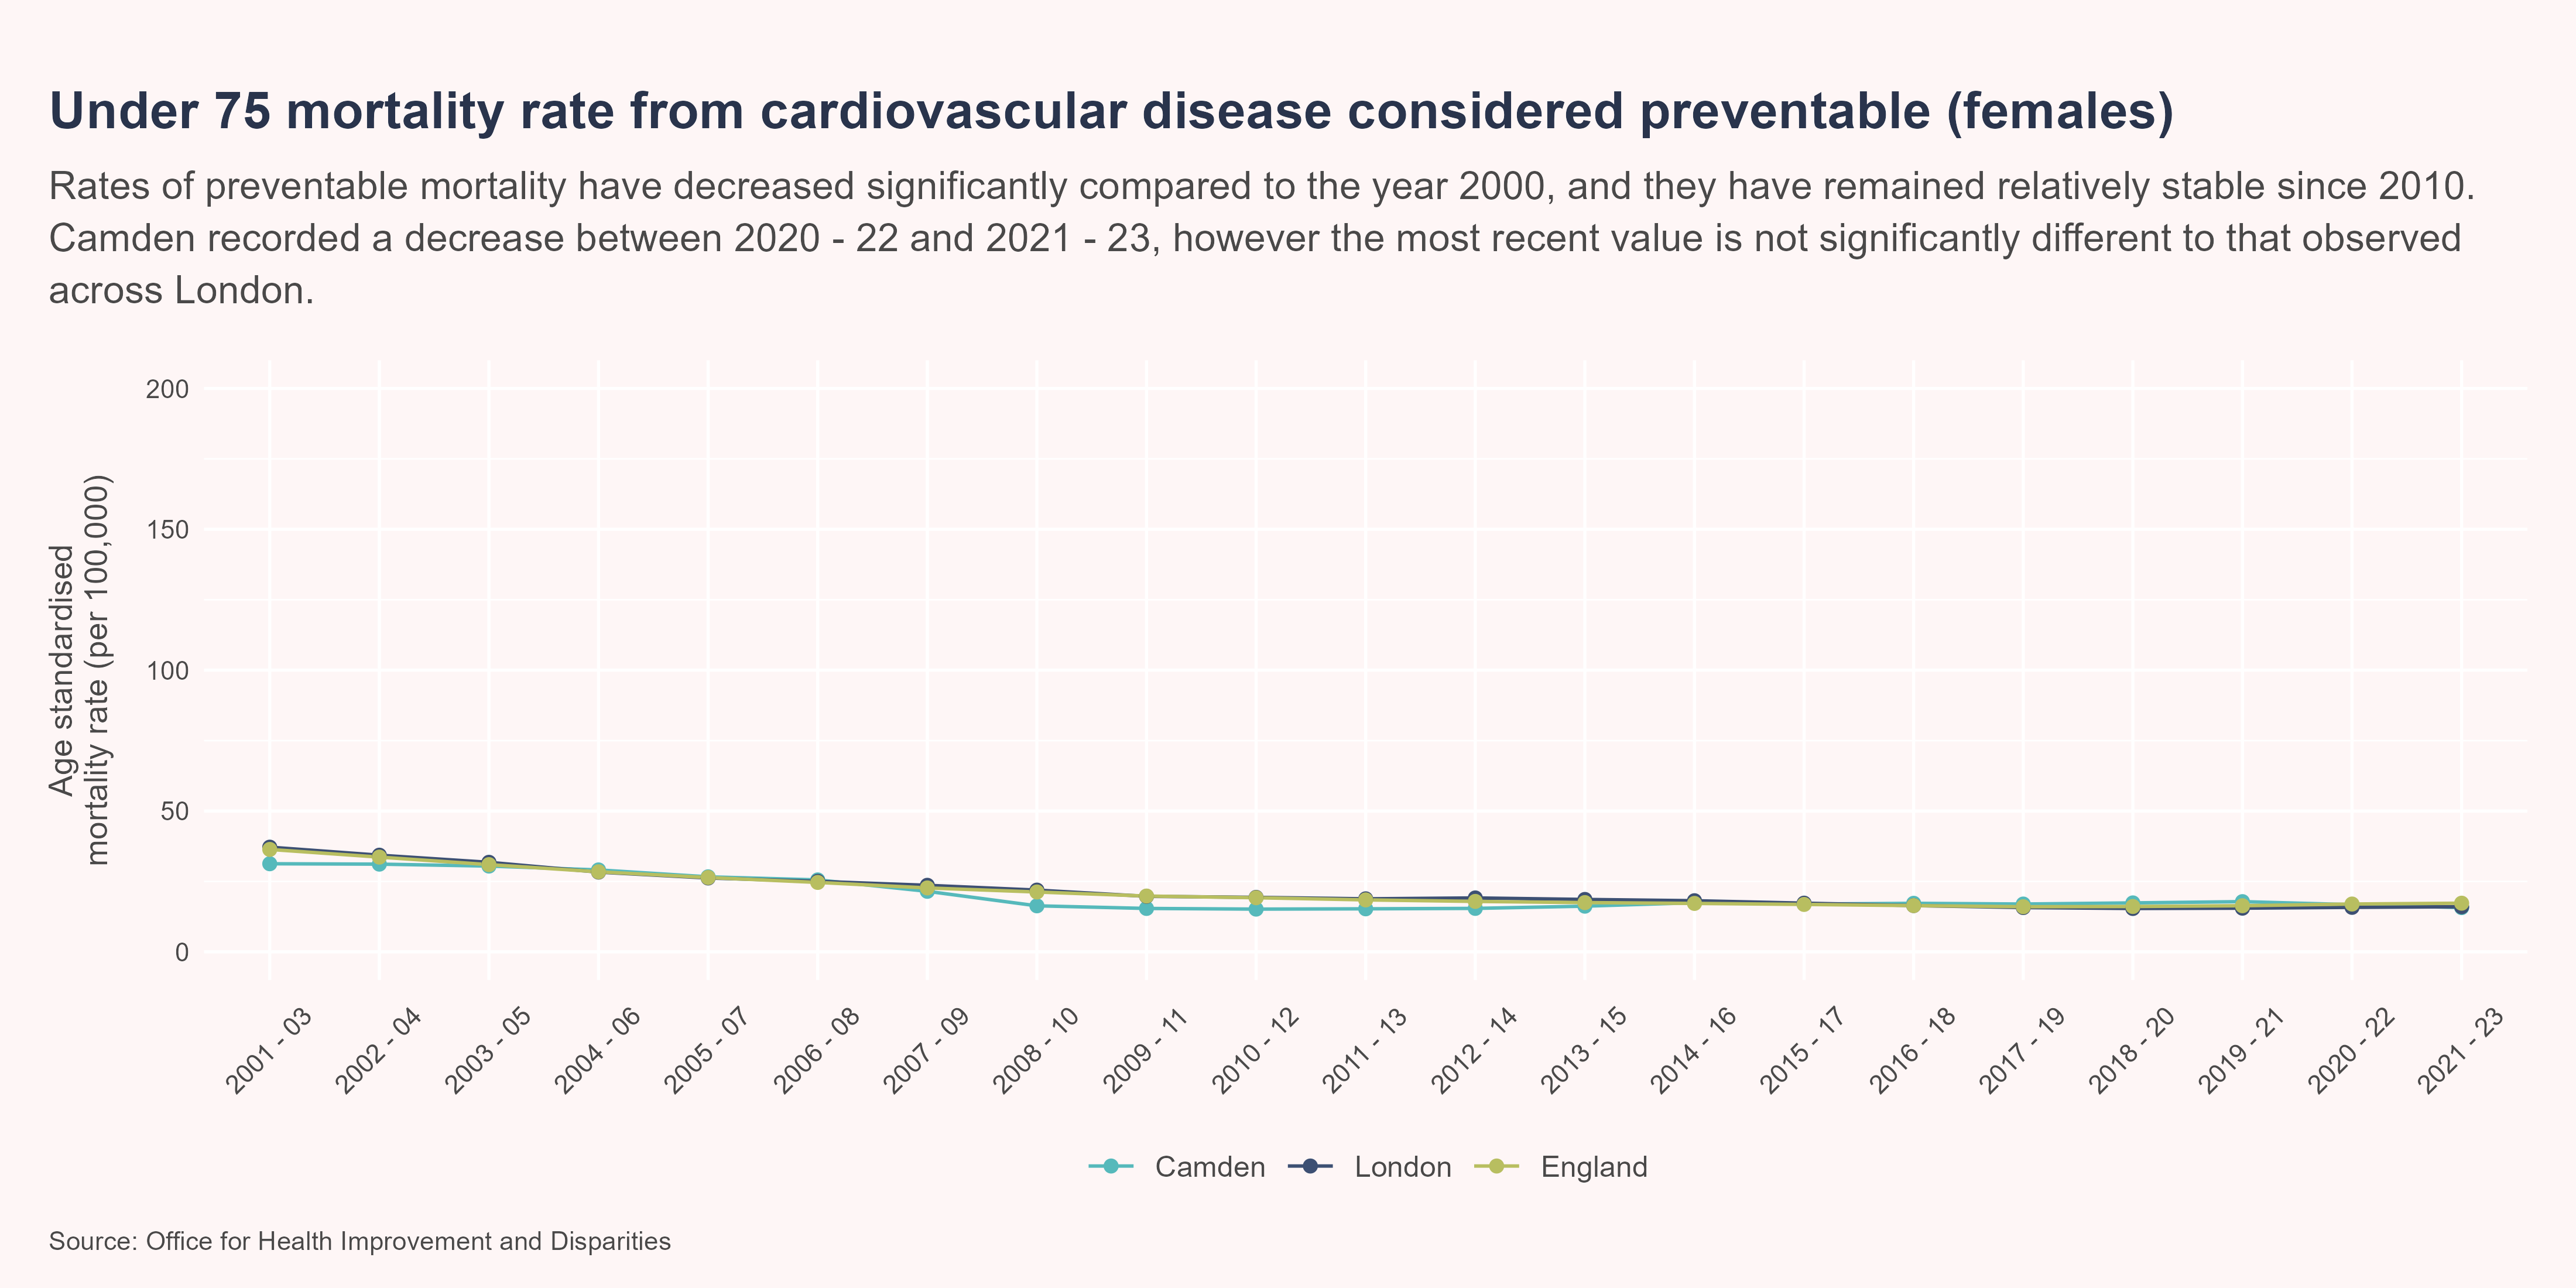 Under 75 mortality rate from cardiovascular disease considered preventable (females)
Rates of preventable mortality have decreased significantly compared to the year 2000, and they have remained relatively stable since 2010.
Camden recorded a decrease between 2020 - 22 and 2021 - 23, however the most recent value is not significantly different to that observed
across London.
Age standardised
mortality rate (per 100,000)
200
150
100
50
0
2001 - 03
2002 - 04
2003 - 05
2004 - 06
2005 - 07
2006 - 08
2007 - 09
2008 - 10
2009 - 11
2010 - 12
2011 - 13
2012 - 14
2013 - 15
2014 - 16
2015 - 17
2016 - 18
2017 - 19
2018 - 20
2019 - 21
2020 - 22
2021 - 23
Camden London England
Source: Office for Health Improvement and Disparities